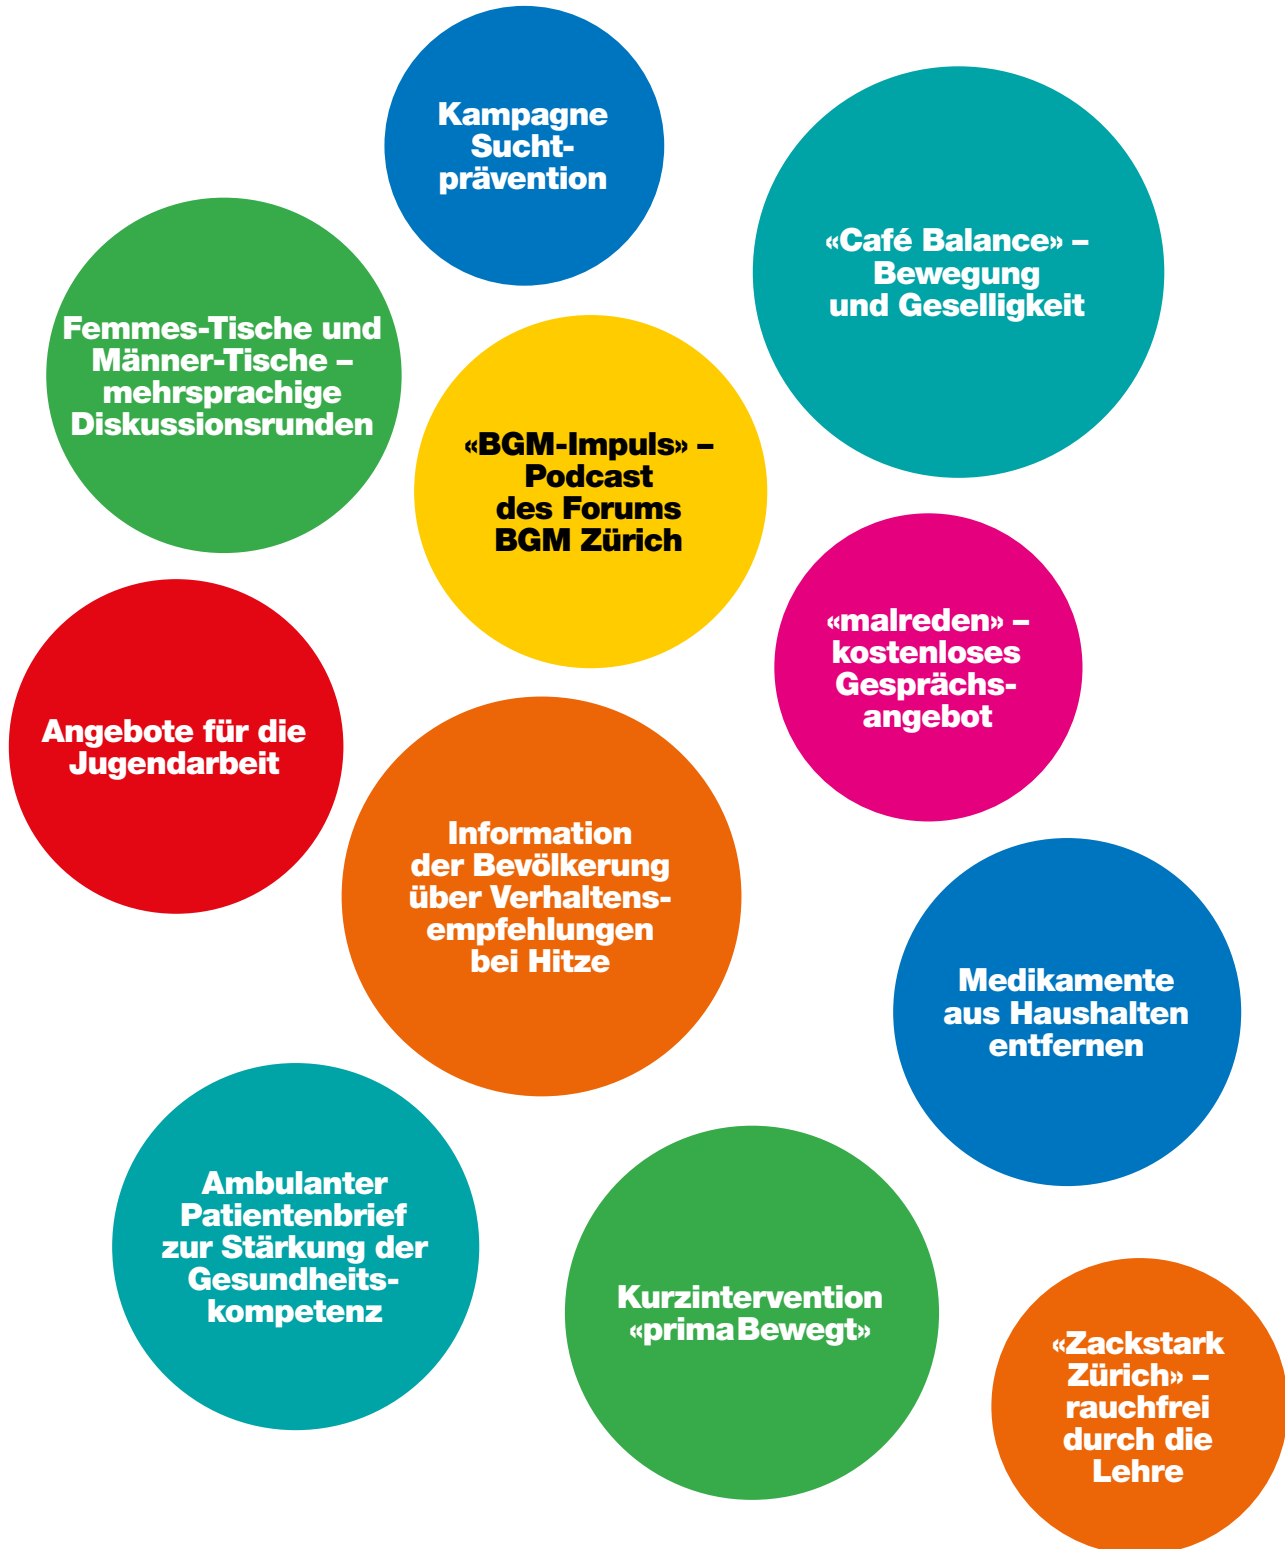 Kampagne
Sucht-
prävention
«Café Balance» –
Bewegung
und Geselligkeit
Femmes-Tische und
Männer-Tische –
mehrsprachige
Diskussionsrunden
«BGM-Impuls» –
Podcast
des Forums
BGM Zürich
«malreden» –
kostenloses
Gesprächs-
angebot
Angebote für die
Jugendarbeit
Information
der Bevölkerung
über Verhaltens-
empfehlungen
bei Hitze
Medikamente
aus Haushalten
entfernen
Ambulanter
Patientenbrief
zur Stärkung der
Gesundheits-
kompetenz
Kurzintervention
«primaBewegt»
«Zackstark
Zürich» –
rauchfrei
durch die
Lehre